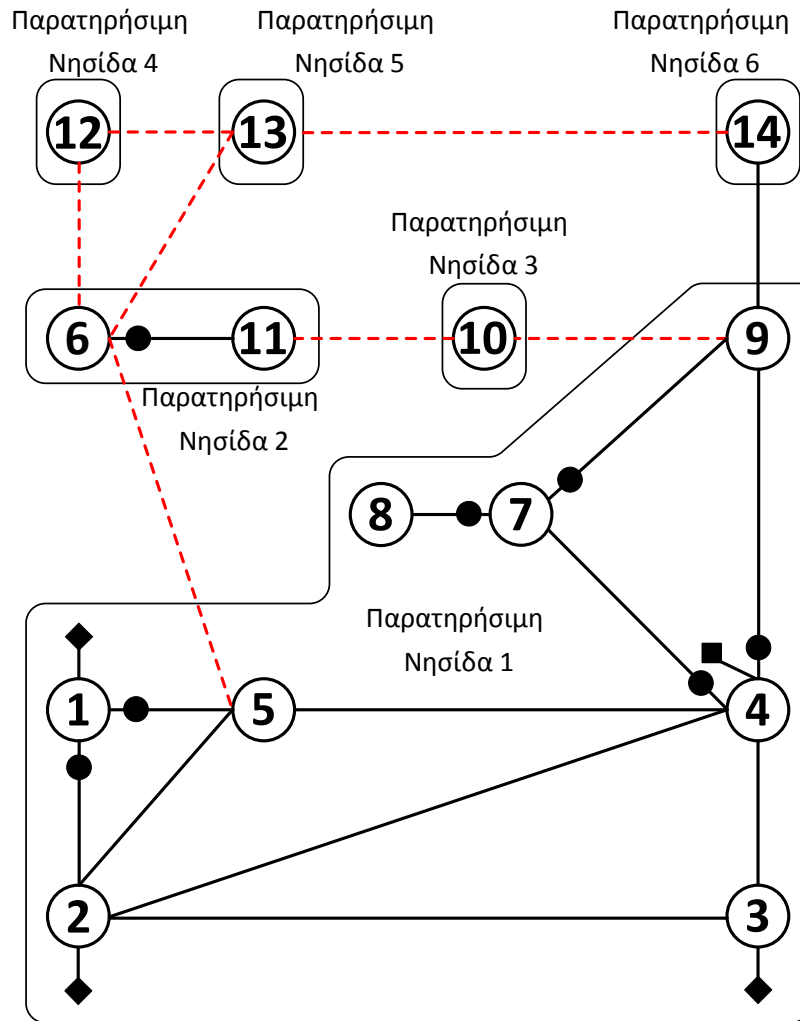 Παρατηρήσιμη
Νησίδα 4
Παρατηρήσιμη
Νησίδα 5
Παρατηρήσιμη
Νησίδα 6
12
13
14
Παρατηρήσιμη
Νησίδα 3
6
11
10
9
Παρατηρήσιμη
Νησίδα 2
8
7
Παρατηρήσιμη
Νησίδα 1
1
5
4
2
3